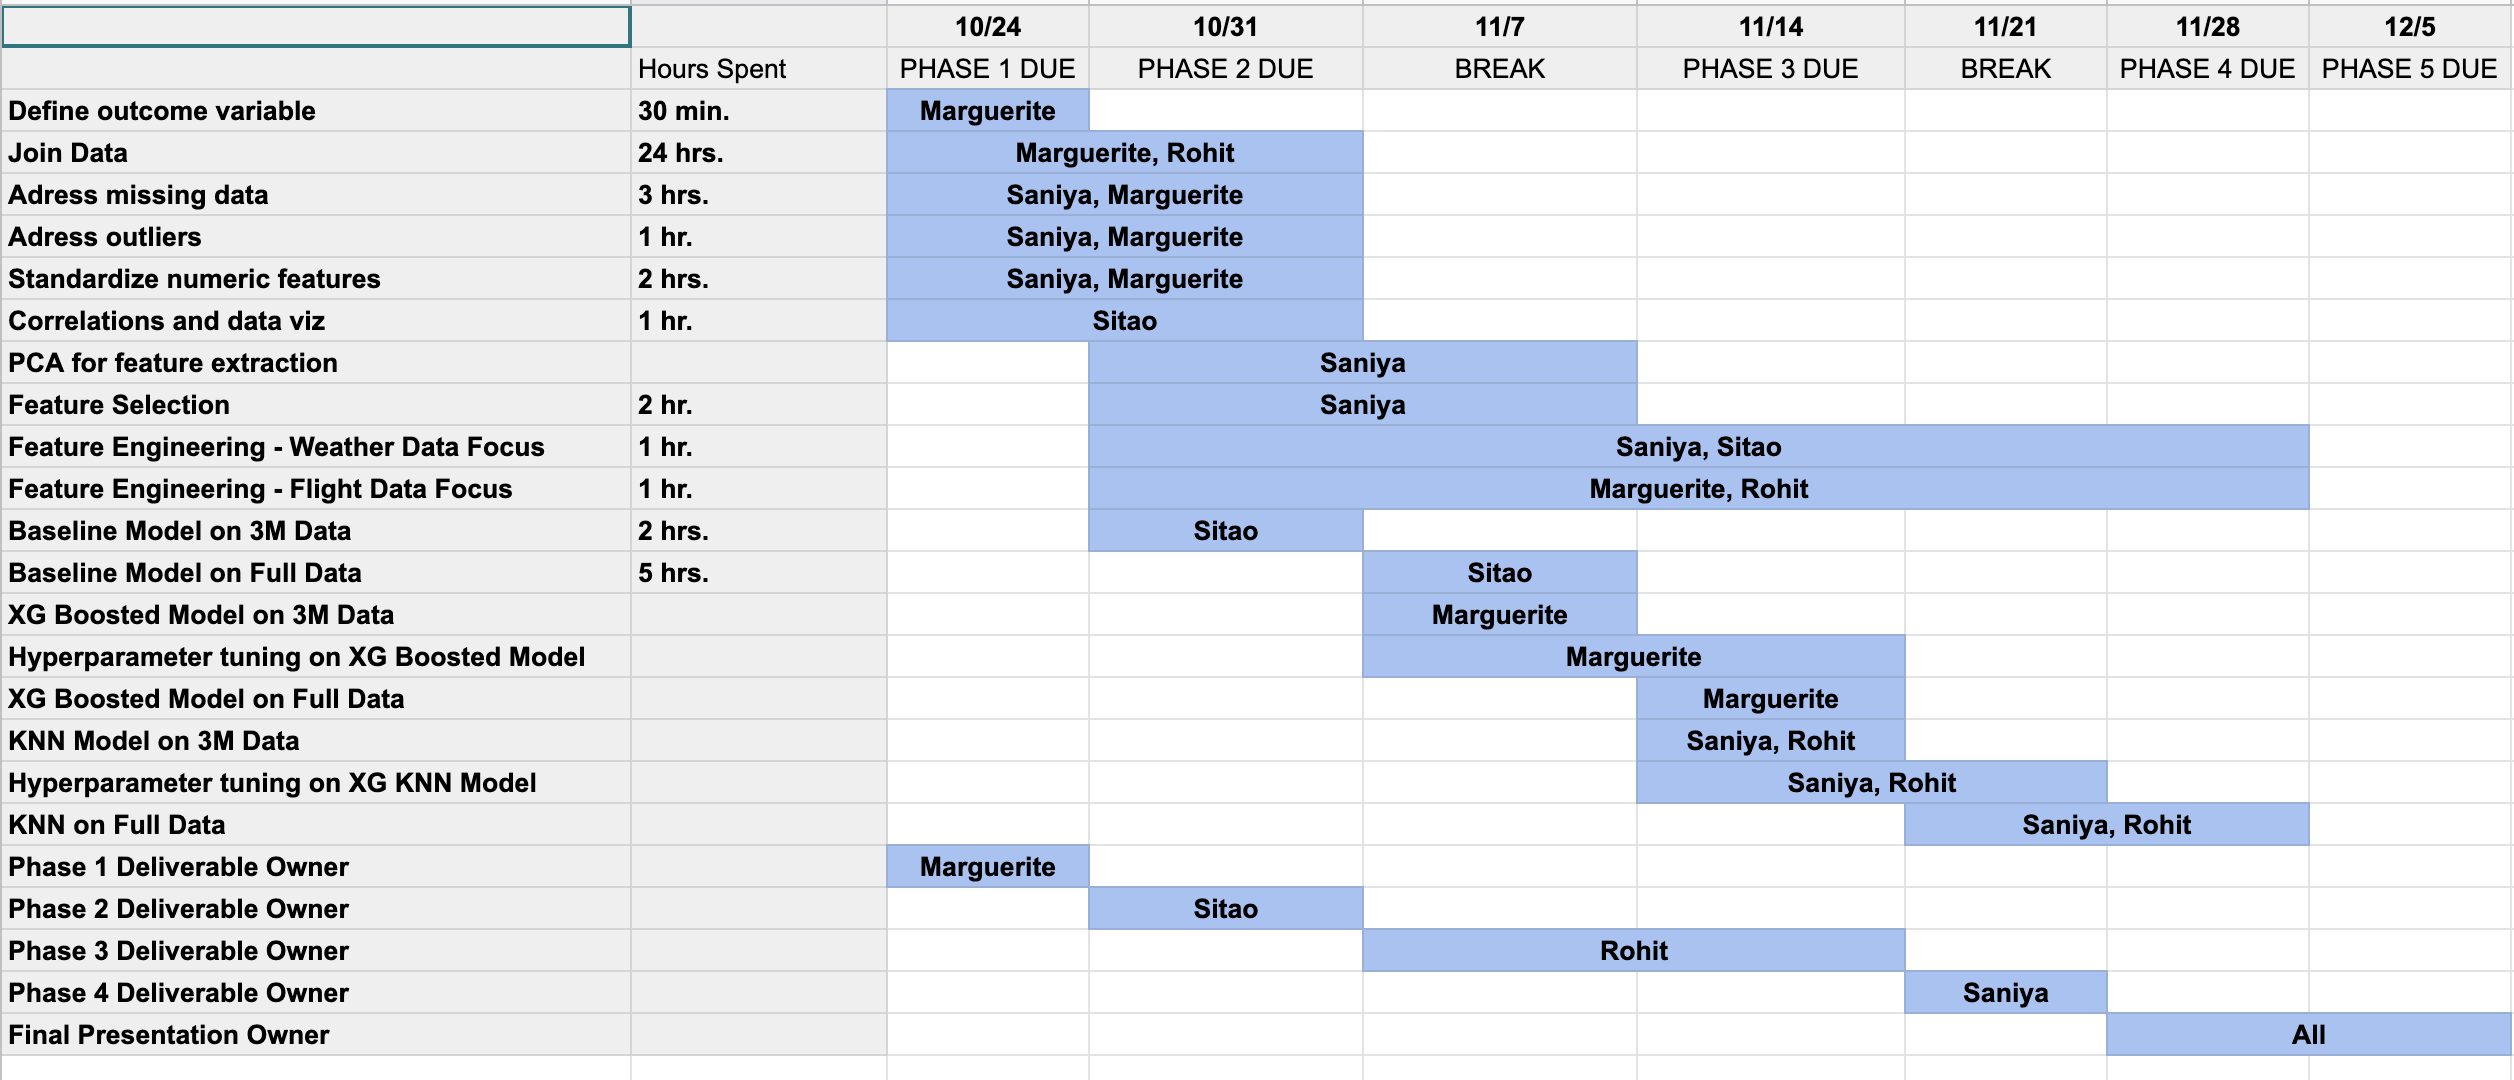 10/24 10/31 11/7 11/14 11/21 11/28 12/5
Hours Spent PHASE 1 DUE PHASE 2 DUE BREAK PHASE 3 DUE BREAK PHASE 4 DUE PHASE 5 DUE
Define outcome variable 30 min. Marguerite
Join Data 24 hrs. Marguerite, Rohit
Adress missing data 3 hrs. Saniya, Marguerite
Adress outliers 1 hr. Saniya, Marguerite
Standardize numeric features 2 hrs. Saniya, Marguerite
Correlations and data viz 1 hr. Sitao
PCA for feature extraction Saniya
Feature Selection 2 hr. Saniya
Feature Engineering - Weather Data Focus 1 hr. Saniya, Sitao
Feature Engineering - Flight Data Focus 1 hr. Marguerite, Rohit
Baseline Model on 3M Data 2 hrs. Sitao
Baseline Model on Full Data 5 hrs. Sitao
XG Boosted Model on 3M Data Marguerite
Hyperparameter tuning on XG Boosted Model Marguerite
XG Boosted Model on Full Data Marguerite
KNN Model on 3M Data Saniya, Rohit
Hyperparameter tuning on XG KNN Model Saniya, Rohit
KNN on Full Data Saniya, Rohit
Phase 1 Deliverable Owner Marguerite
Phase 2 Deliverable Owner Sitao
Phase 3 Deliverable Owner Rohit
Phase 4 Deliverable Owner Saniya
Final Presentation Owner All